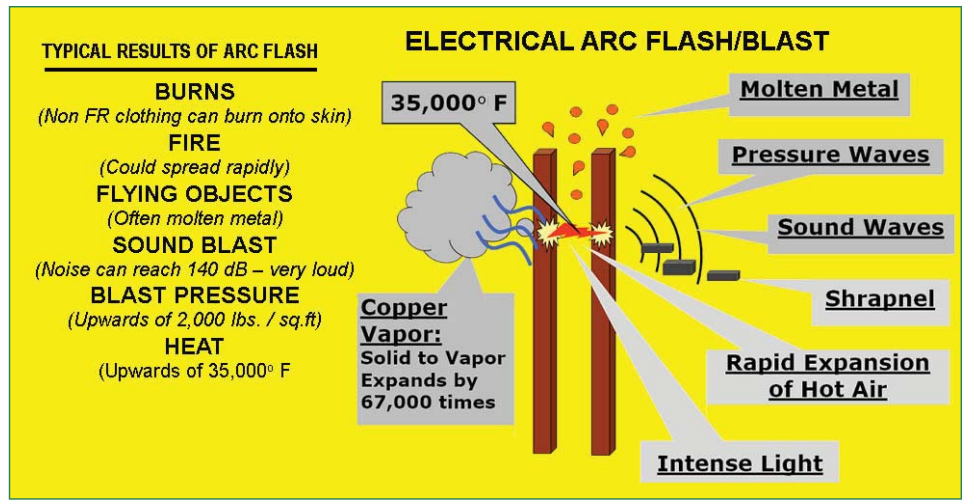 TYPICAL RESULTS OF ARC FLASH
BURNS
(Non FR clothing can burn onto skin)
FIRE
(Could spread rapidly)
FLYING OBJECTS
(Often molten metal)
SOUND BLAST
(Noise can reach 140 dB – very loud)
BLAST PRESSURE
(Upwards of 2,000 lbs. / sq.ft)
HEAT
(Upwards of 35,000° F
ELECTRICAL ARC FLASH/BLAST
35,000° F
Molten Metal
Pressure Waves
Sound Waves
Shrapnel
Copper
Vapor:
Solid to Vapor
Expands by
67,000 times
Rapid Expansion
of Hot Air
Intense Light